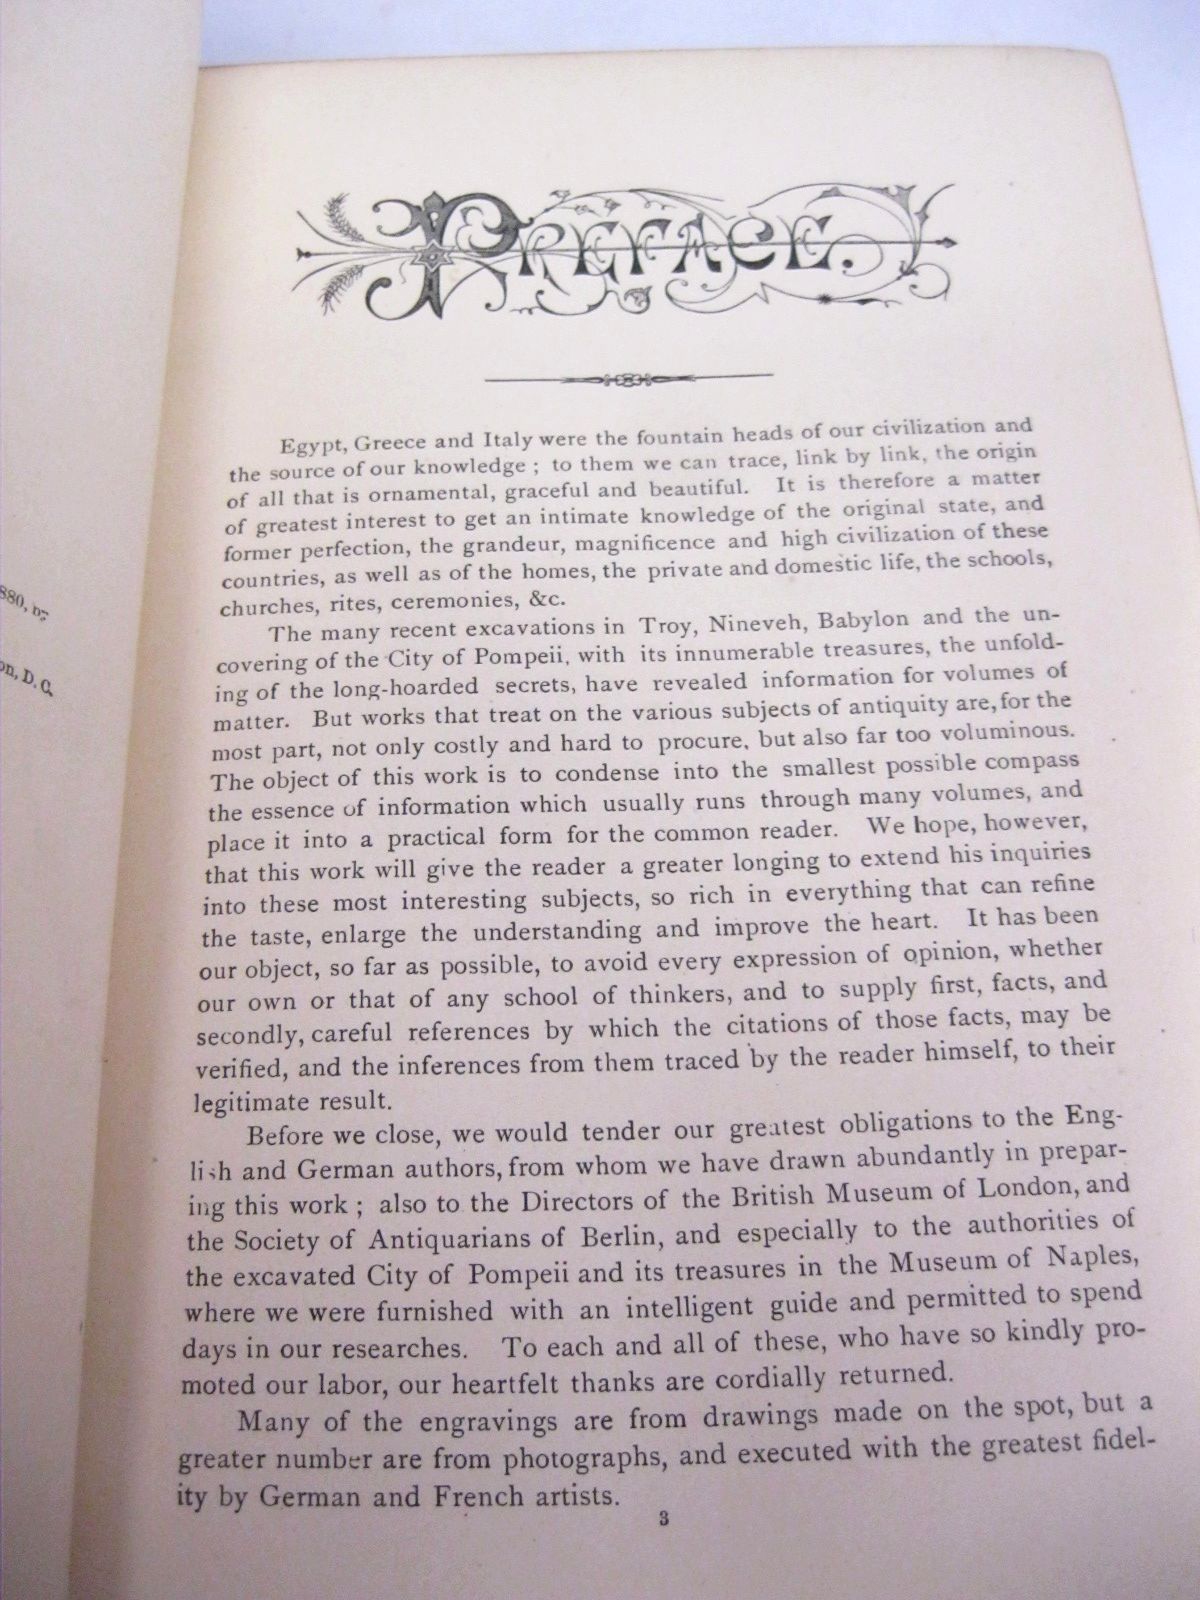 880, by
on, D. C.
PREFACE.
Egypt, Greece and Italy were the fountain heads of our civilization and
the source of our knowledge ; to them we can trace, link by link, the origin
of all that is ornamental, graceful and beautiful. It is therefore a matter
of greatest interest to get an intimate knowledge of the original state, and
former perfection, the grandeur, magnificence and high civilization of these
countries, as well as of the homes, the private and domestic life, the schools,
churches, rites, ceremonies, &c.
The many recent excavations in Troy, Nineveh, Babylon and the un-
covering of the City of Pompeii, with its innumerable treasures, the unfold-
ing of the long-hoarded secrets, have revealed information for volumes of
matter. But works that treat on the various subjects of antiquity are, for the
most part, not only costly and hard to procure, but also far too voluminous.
The object of this work is to condense into the smallest possible compass
the essence of information which usually runs through many volumes, and
place it into a practical form for the common reader. We hope, however,
that this work will give the reader a greater longing to extend his inquiries
into these most interesting subjects, so rich in everything that can refine
the taste, enlarge the understanding and improve the heart. It has been
our object, so far as possible, to avoid every expression of opinion, whether
our own or that of any school of thinkers, and to supply first, facts, and
secondly, careful references by which the citations of those facts, may be
verified, and the inferences from them traced by the reader himself, to their
legitimate result.
Before we close, we would tender our greatest obligations to the Eng-
lish and German authors, from whom we have drawn abundantly in prepar-
ing this work ; also to the Directors of the British Museum of London, and
the Society of Antiquarians of Berlin, and especially to the authorities of
the excavated City of Pompeii and its treasures in the Museum of Naples,
where we were furnished with an intelligent guide and permitted to spend
days in our researches. To each and all of these, who have so kindly pro-
moted our labor, our heartfelt thanks are cordially returned.
Many of the engravings are from drawings made on the spot, but a
greater number are from photographs, and executed with the greatest fidel-
ity by German and French artists.
3